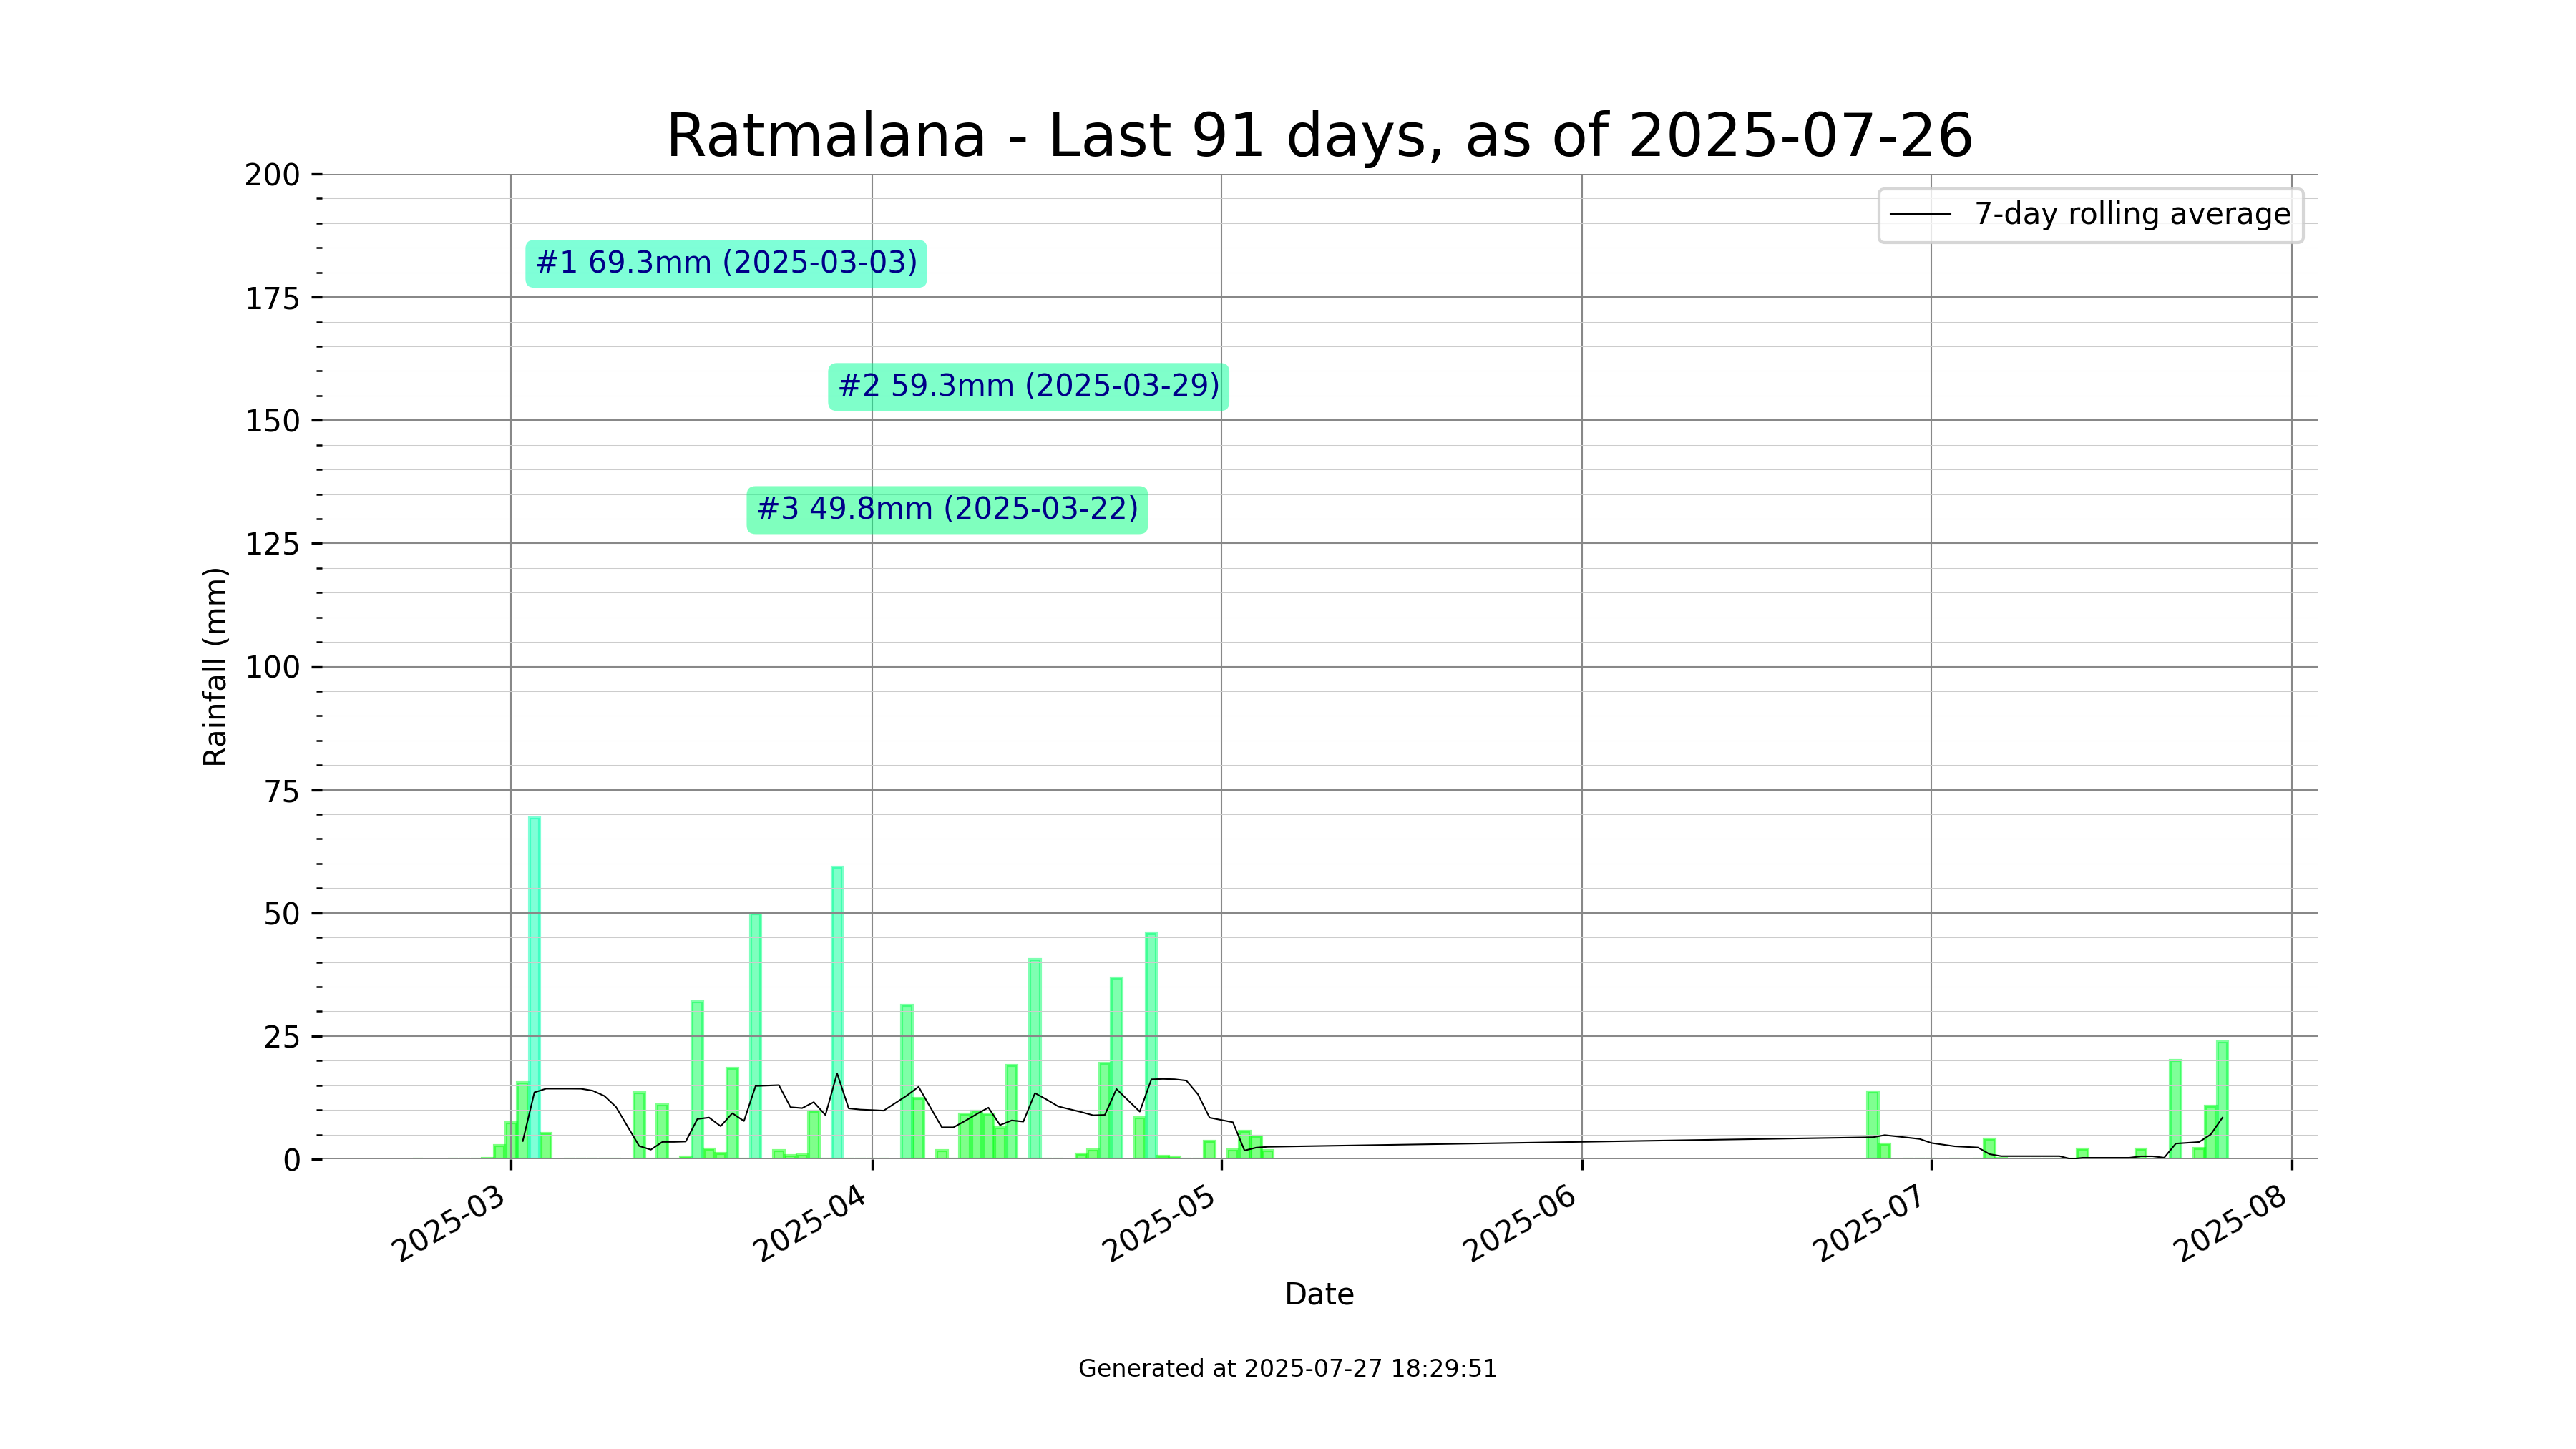 Ratmalana - Last 91 days, as of 2025-07-26
7-day rolling average
#1 69.3mm (2025-03-03)
#2 59.3mm (2025-03-29)
#3 49.8mm (2025-03-22)
Rainfall (mm)
200
175
150
125
100
75
50
25
0
2025-03
2025-04
2025-05
2025-06
2025-07
2025-08
Date
Generated at 2025-07-27 18:29:51